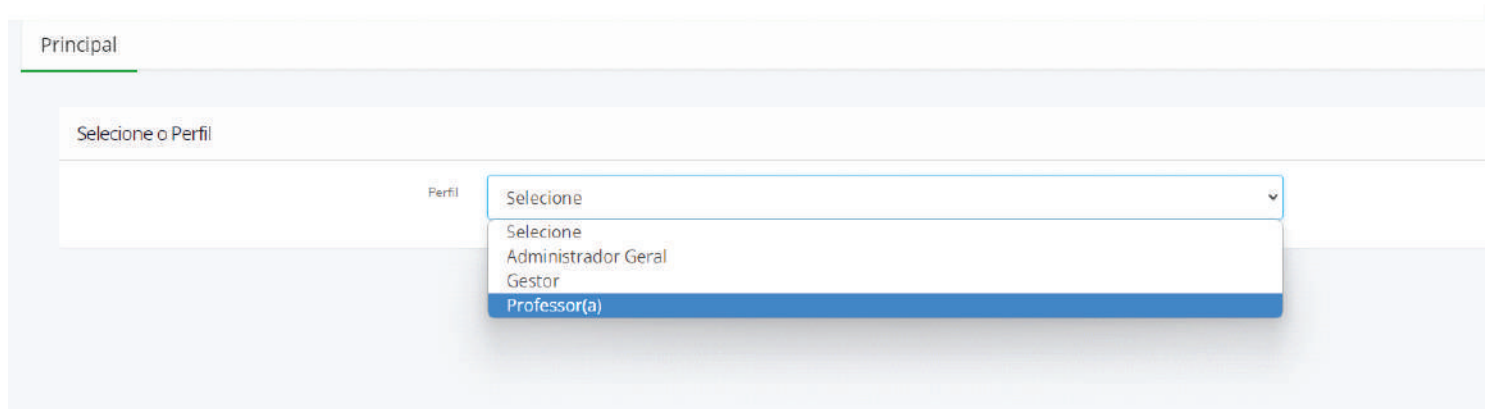 Principal
Selecione o Perfil
Perfil
Selecione
Selecione
Administrador Geral
Gestor
Professor(a)